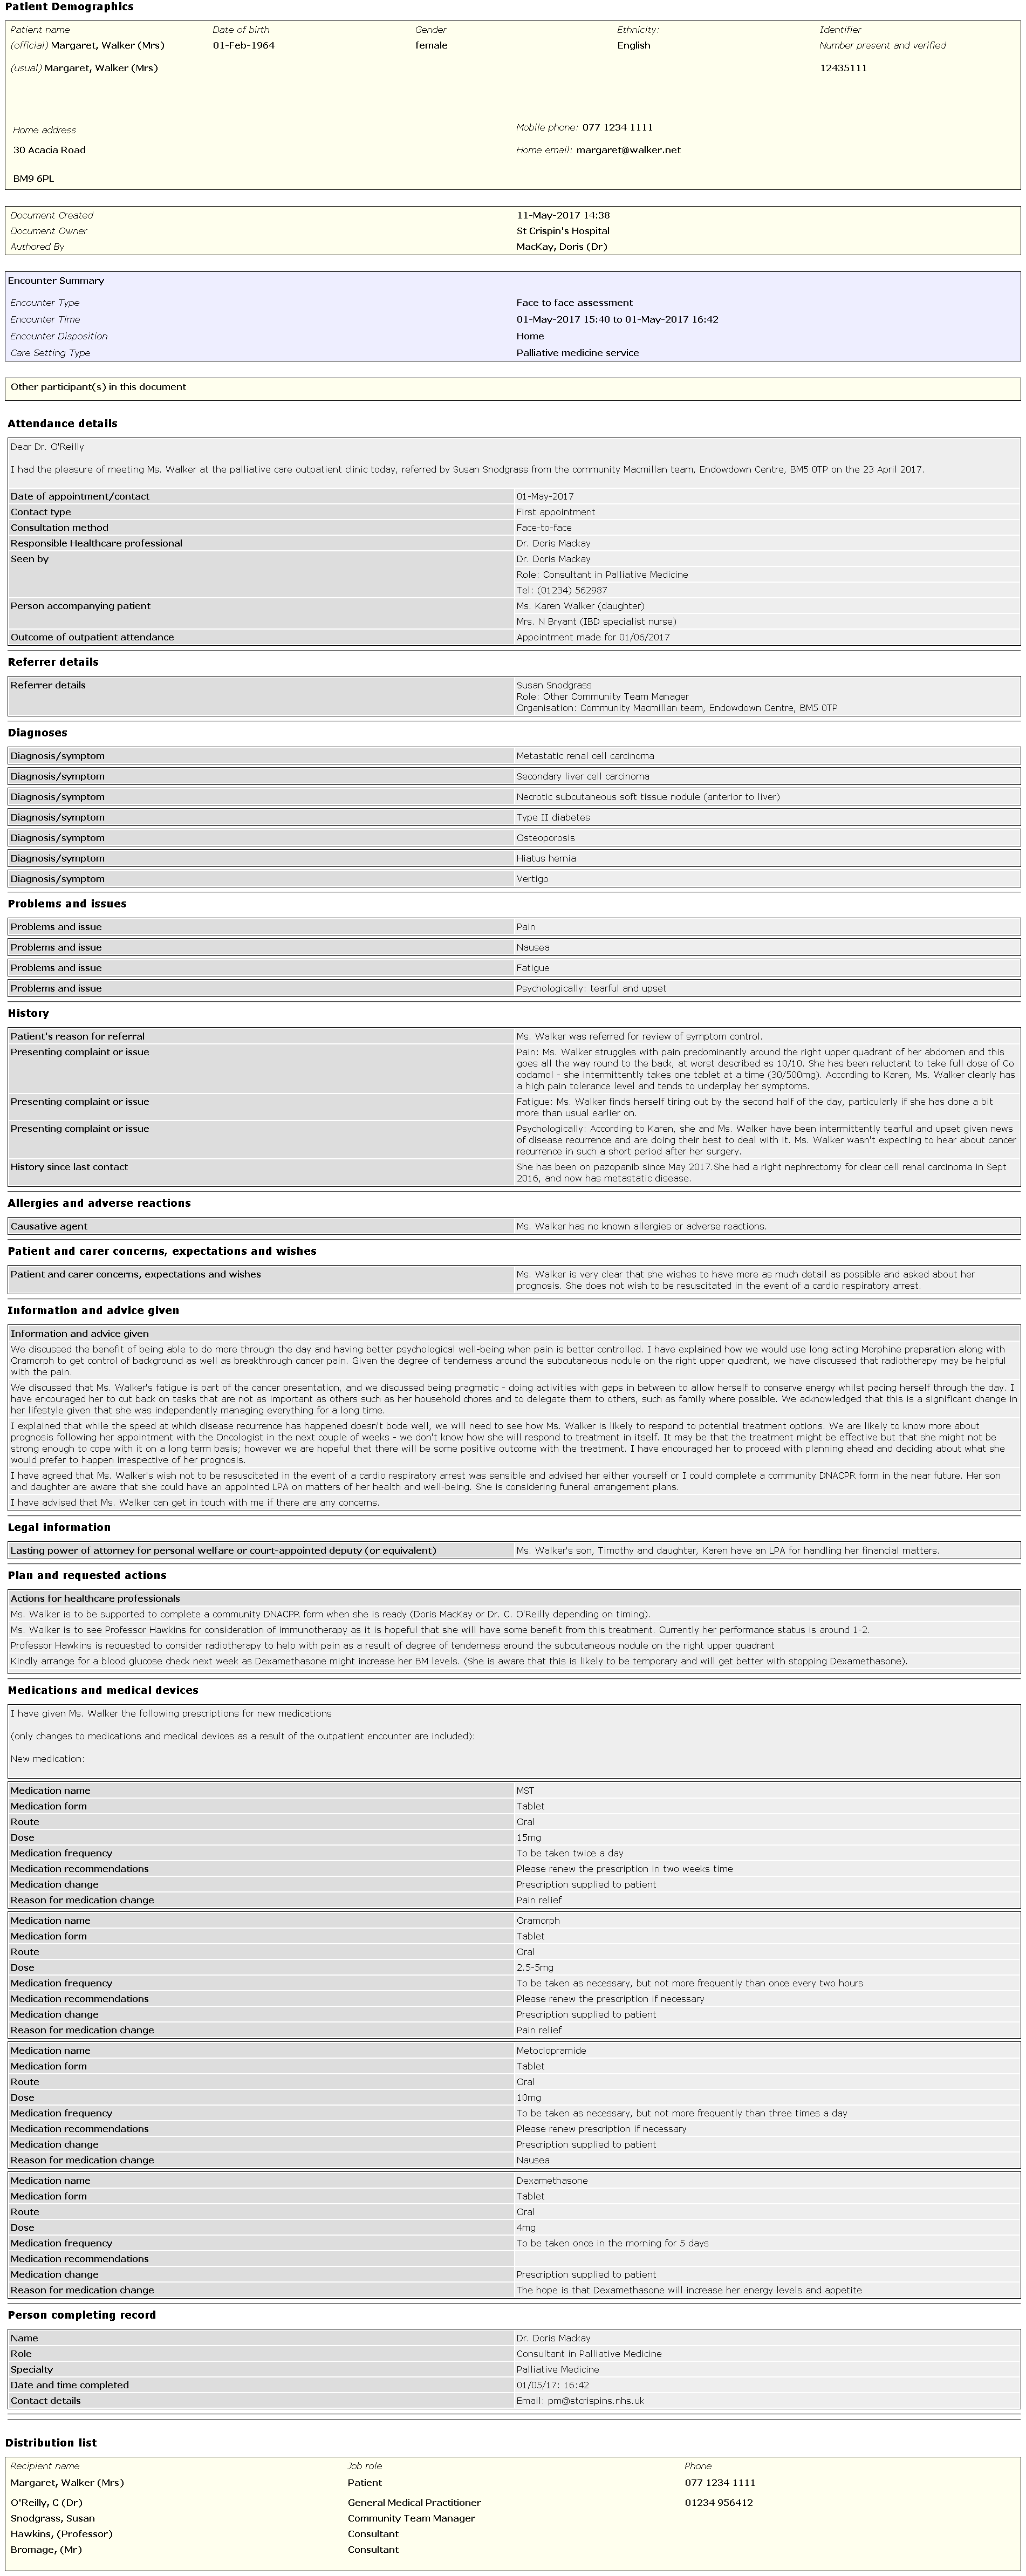 Patient Demographics
Patient name Date of birth Gender Ethnicity: Identifier
(official) Margaret, Walker (Mrs) 01-Feb-1964 female English Number present and verified
(usual) Margaret, Walker (Mrs) 12435111
Home address Mobile phone: 077 1234 1111
30 Acacia Road Home email: margaret@walker.net
BM9 6PL
Document Created 11-May-2017 14:38
Document Owner St Crispin's Hospital
Authored By MacKay, Doris (Dr)
Encounter Summary
Encounter Type Face to face assessment
Encounter Time 01-May-2017 15:40 to 01-May-2017 16:42
Encounter Disposition Home
Care Setting Type Palliative medicine service
Other participant(s) in this document
Attendance details
Dear Dr. O'Reilly
I had the pleasure of meeting Ms. Walker at the palliative care outpatient clinic today, referred by Susan Snodgrass from the community Macmillan team, Endowdown Centre, BM5 0TP on the 23 April 2017.
Date of appointment/contact 01-May-2017
Contact type First appointment
Consultation method Face-to-face
Responsible Healthcare professional Dr. Doris Mackay
Seen by Dr. Doris Mackay
Role: Consultant in Palliative Medicine
Tel: (01234) 562987
Person accompanying patient Ms. Karen Walker (daughter)
Mrs. N Bryant (IBD specialist nurse)
Outcome of outpatient attendance Appointment made for 01/06/2017
Referrer details
Referrer details Susan Snodgrass
Role: Other Community Team Manager
Organisation: Community Macmillan team, Endowdown Centre, BM5 0TP
Diagnoses
Diagnosis/symptom Metastatic renal cell carcinoma
Diagnosis/symptom Secondary liver cell carcinoma
Diagnosis/symptom Necrotic subcutaneous soft tissue nodule (anterior to liver)
Diagnosis/symptom Type II diabetes
Diagnosis/symptom Osteoporosis
Diagnosis/symptom Hiatus hernia
Diagnosis/symptom Vertigo
Problems and issues
Problems and issue Pain
Problems and issue Nausea
Problems and issue Fatigue
Problems and issue Psychologically: tearful and upset
History
Patient's reason for referral Ms. Walker was referred for review of symptom control.
Presenting complaint or issue Pain: Ms. Walker struggles with pain predominantly around the right upper quadrant of her abdomen and this
goes all the way round to the back, at worst described as 10/10. She has been reluctant to take full dose of Co
codamol - she intermittently takes one tablet at a time (30/500mg). According to Karen, Ms. Walker clearly has
a high pain tolerance level and tends to underplay her symptoms.
Presenting complaint or issue Fatigue: Ms. Walker finds herself tiring out by the second half of the day, particularly if she has done a bit
more than usual earlier on.
Presenting complaint or issue Psychologically: According to Karen, she and Ms. Walker have been intermittently tearful and upset given news
of disease recurrence and are doing their best to deal with it. Ms. Walker wasn't expecting to hear about cancer
recurrence in such a short period after her surgery.
History since last contact She has been on pazopanib since May 2017.She had a right nephrectomy for clear cell renal carcinoma in Sept
2016, and now has metastatic disease.
Allergies and adverse reactions
Causative agent Ms. Walker has no known allergies or adverse reactions.
Patient and carer concerns, expectations and wishes
Patient and carer concerns, expectations and wishes Ms. Walker is very clear that she wishes to have more as much detail as possible and asked about her
prognosis. She does not wish to be resuscitated in the event of a cardio respiratory arrest.
Information and advice given
Information and advice given
We discussed the benefit of being able to do more through the day and having better psychological well-being when pain is better controlled. I have explained how we would use long acting Morphine preparation along with
Oramorph to get control of background as well as breakthrough cancer pain. Given the degree of tenderness around the subcutaneous nodule on the right upper quadrant, we have discussed that radiotherapy may be helpful
with the pain.
We discussed that Ms. Walker's fatigue is part of the cancer presentation, and we discussed being pragmatic - doing activities with gaps in between to allow herself to conserve energy whilst pacing herself through the day. I
have encouraged her to cut back on tasks that are not as important as others such as her household chores and to delegate them to others, such as family where possible. We acknowledged that this is a significant change in
her lifestyle given that she was independently managing everything for a long time.
I explained that while the speed at which disease recurrence has happened doesn't bode well, we will need to see how Ms. Walker is likely to respond to potential treatment options. We are likely to know more about
prognosis following her appointment with the Oncologist in the next couple of weeks - we don't know how she will respond to treatment in itself. It may be that the treatment might be effective but that she might not be
strong enough to cope with it on a long term basis; however we are hopeful that there will be some positive outcome with the treatment. I have encouraged her to proceed with planning ahead and deciding about what she
would prefer to happen irrespective of her prognosis.
I have agreed that Ms. Walker's wish not to be resuscitated in the event of a cardio respiratory arrest was sensible and advised her either yourself or I could complete a community DNACPR form in the near future. Her son
and daughter are aware that she could have an appointed LPA on matters of her health and well-being. She is considering funeral arrangement plans.
I have advised that Ms. Walker can get in touch with me if there are any concerns.
Legal information
Lasting power of attorney for personal welfare or court-appointed deputy (or equivalent) Ms. Walker's son, Timothy and daughter, Karen have an LPA for handling her financial matters.
Plan and requested actions
Actions for healthcare professionals
Ms. Walker is to be supported to complete a community DNACPR form when she is ready (Doris MacKay or Dr. C. O'Reilly depending on timing).
Ms. Walker is to see Professor Hawkins for consideration of immunotherapy as it is hopeful that she will have some benefit from this treatment. Currently her performance status is around 1-2.
Professor Hawkins is requested to consider radiotherapy to help with pain as a result of degree of tenderness around the subcutaneous nodule on the right upper quadrant
Kindly arrange for a blood glucose check next week as Dexamethasone might increase her BM levels. (She is aware that this is likely to be temporary and will get better with stopping Dexamethasone).
Medications and medical devices
I have given Ms. Walker the following prescriptions for new medications
(only changes to medications and medical devices as a result of the outpatient encounter are included):
New medication:
Medication name MST
Medication form Tablet
Route Oral
Dose 15mg
Medication frequency To be taken twice a day
Medication recommendations Please renew the prescription in two weeks time
Medication change Prescription supplied to patient
Reason for medication change Pain relief
Medication name Oramorph
Medication form Tablet
Route Oral
Dose 2.5-5mg
Medication frequency To be taken as necessary, but not more frequently than once every two hours
Medication recommendations Please renew the prescription if necessary
Medication change Prescription supplied to patient
Reason for medication change Pain relief
Medication name Metoclopramide
Medication form Tablet
Route Oral
Dose 10mg
Medication frequency To be taken as necessary, but not more frequently than three times a day
Medication recommendations Please renew prescription if necessary
Medication change Prescription supplied to patient
Reason for medication change Nausea
Medication name Dexamethasone
Medication form Tablet
Route Oral
Dose 4mg
Medication frequency To be taken once in the morning for 5 days
Medication recommendations
Medication change Prescription supplied to patient
Reason for medication change The hope is that Dexamethasone will increase her energy levels and appetite
Person completing record
Name Dr. Doris Mackay
Role Consultant in Palliative Medicine
Specialty Palliative Medicine
Date and time completed 01/05/17: 16:42
Contact details Email: pm@stcrispins.nhs.uk
Distribution list
Recipient name Job role Phone
Margaret, Walker (Mrs) Patient 077 1234 1111
O'Reilly, C (Dr) General Medical Practitioner 01234 956412
Snodgrass, Susan Community Team Manager
Hawkins, (Professor) Consultant
Bromage, (Mr) Consultant